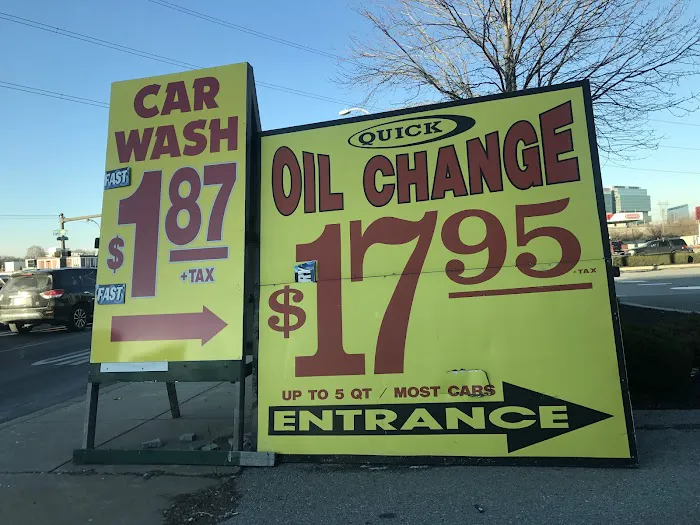 CAR
WASH
FAST
$1.87
+TAX
FAST
QUICK
OIL CHANGE
$17.95
+TAX
UP TO 5 QT / MOST CARS
ENTRANCE